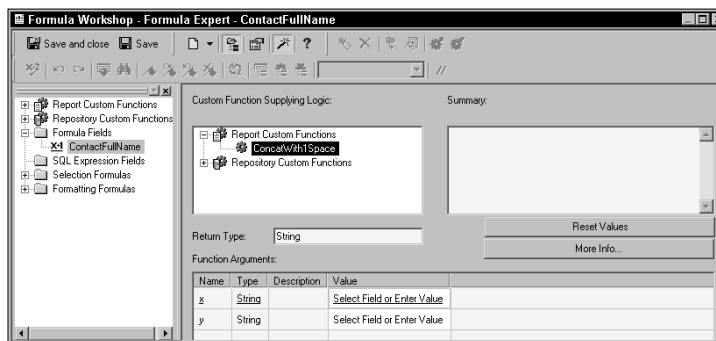 Formula Workshop - Formula Expert - ContactFullName
Save and close Save
Report Custom Functions
Repository Custom Functions
Formula Fields
ContactFullName
SQL Expression Fields
Selection Formulas
Formatting Formulas
Custom Function Supplying Logic:
Report Custom Functions
ConcatWith1Space
Repository Custom Functions
Summary:
Return Type: String
Reset Values
More Info...
Function Arguments:
Name Type Description Value
x String Select Field or Enter Value
y String Select Field or Enter Value